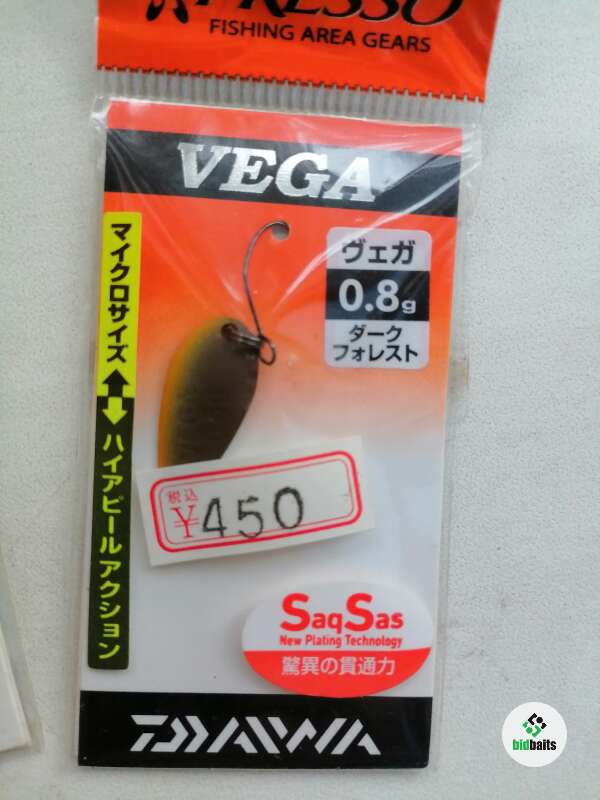 PRESSO
FISHING AREA GEARS
VEGA
マイクロサイズ
ハイアピールアクション
ヴェガ
0.8g
ダーク
フォレスト
税込
¥450
SaqSas
New Plating Technology
驚異の貫通力
DAIWA
bidbaits